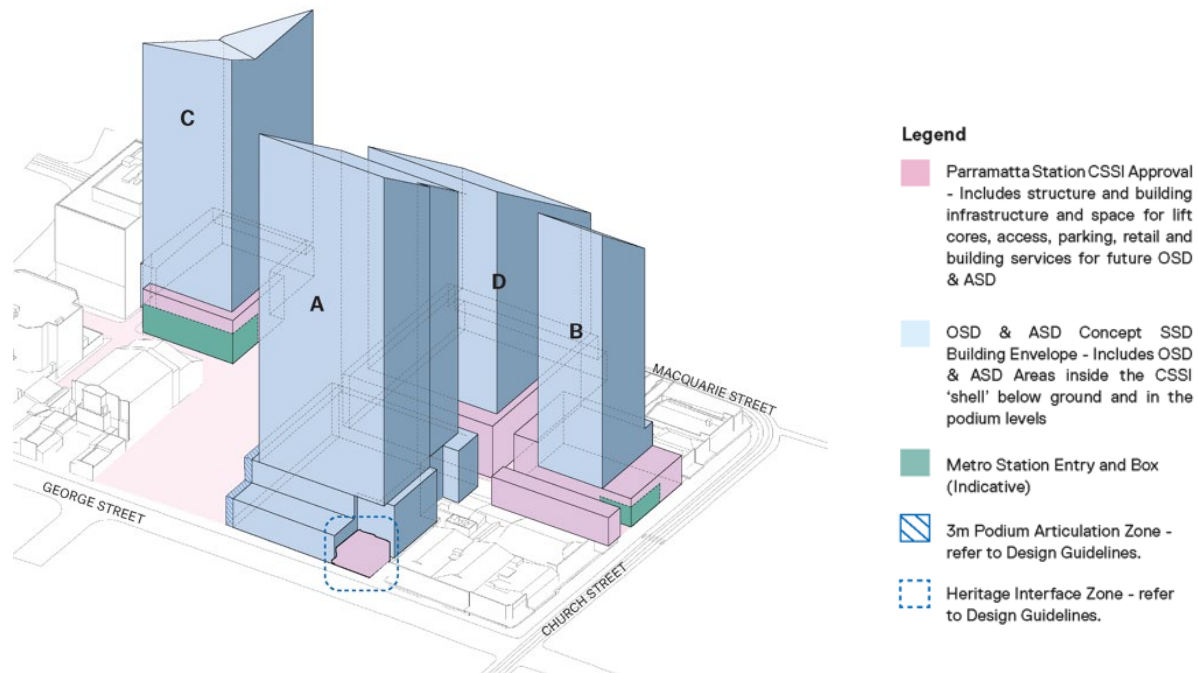 C
A
D
B
MACQUARIE STREET
GEORGE STREET
CHURCH STREET
Legend
Parramatta Station CSSI Approval
- Includes structure and building
infrastructure and space for lift
cores, access, parking, retail and
building services for future OSD
& ASD
OSD & ASD Concept SSD
Building Envelope - Includes OSD
& ASD Areas inside the CSSI
‘shell’ below ground and in the
podium levels
Metro Station Entry and Box
(Indicative)
3m Podium Articulation Zone -
refer to Design Guidelines.
Heritage Interface Zone - refer
to Design Guidelines.